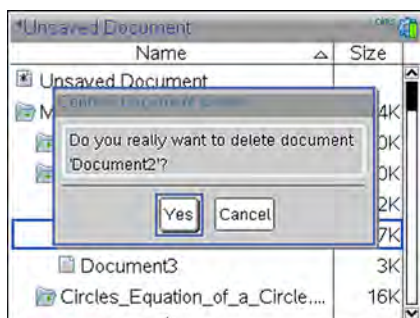 *Unsaved Document
Name Size
Unsaved Document
M 4K
0K
0K
Do you really want to delete document
'Document2'?
2K
Yes Cancel
7K
Document3 3K
Circles_Equation_of_a_Circle.... 16K